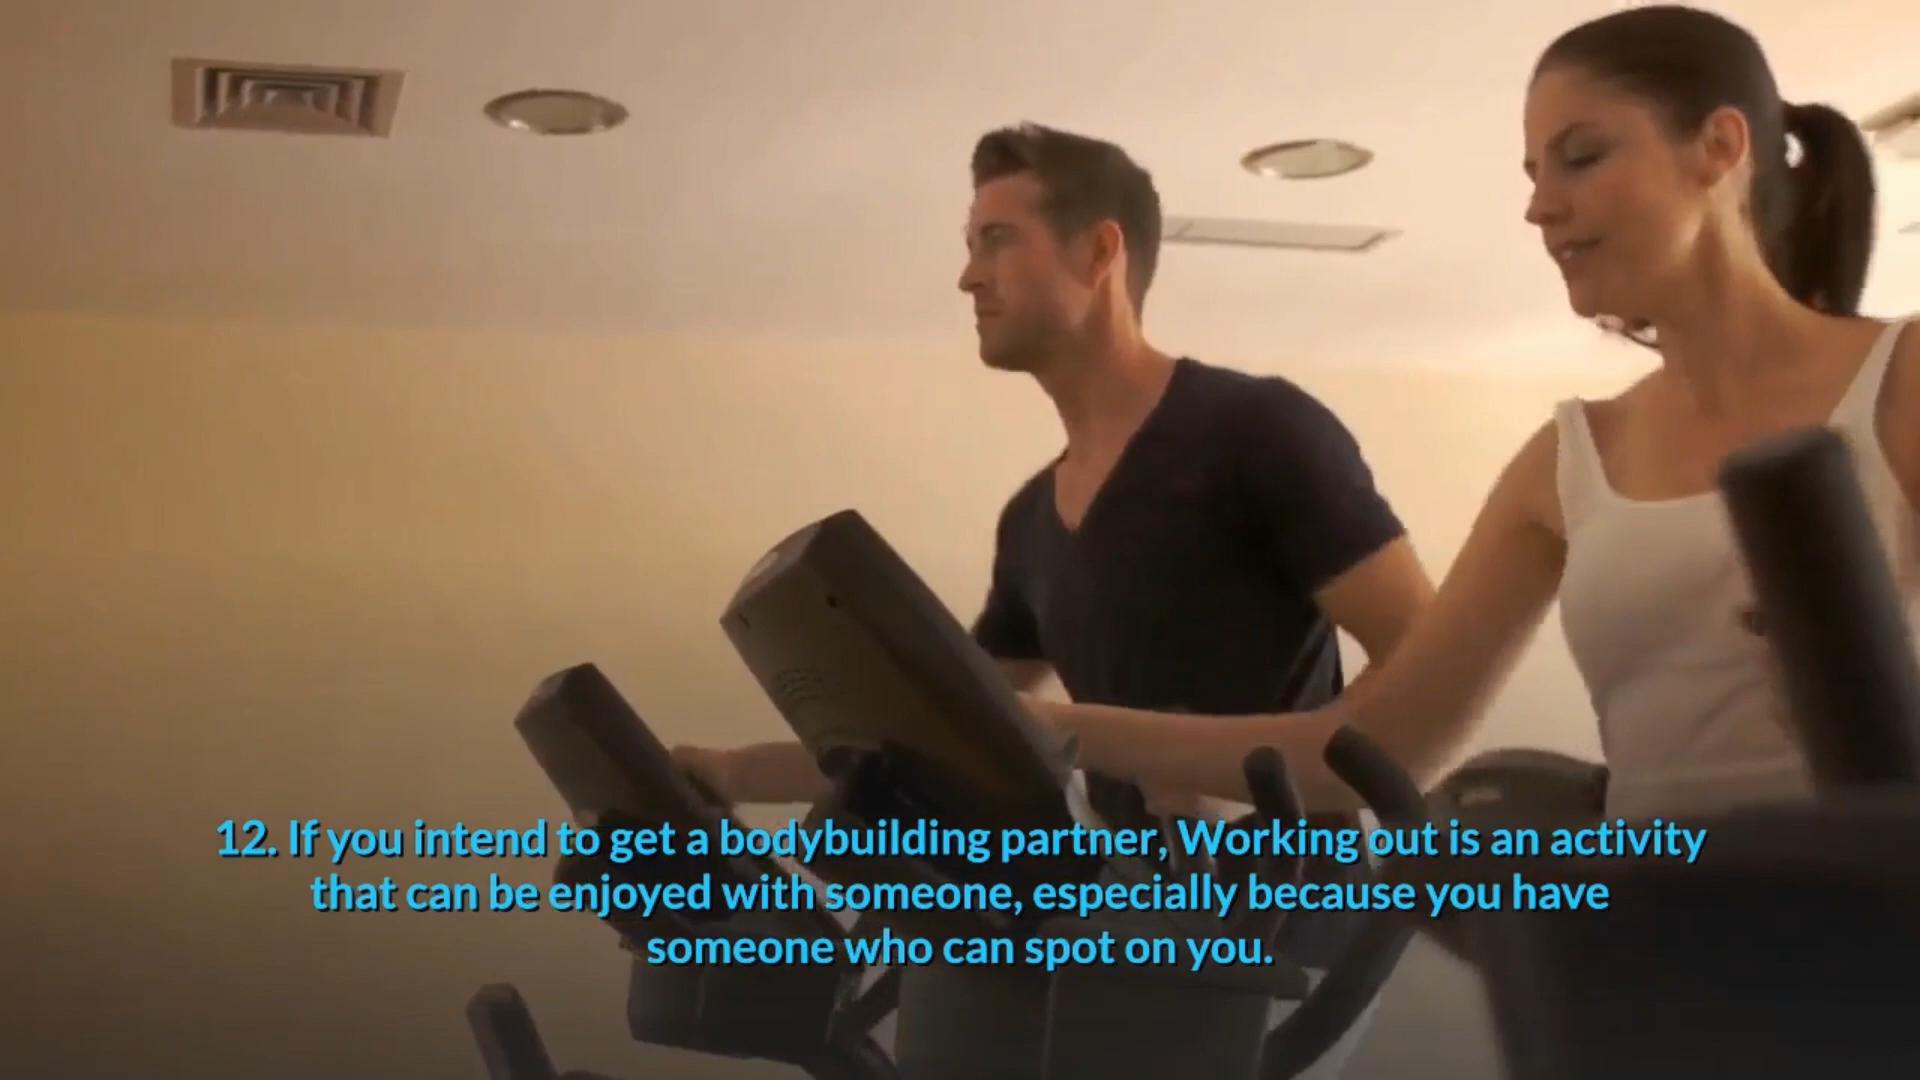 12. If you intend to get a bodybuilding partner, Working out is an activity
that can be enjoyed with someone, especially because you have
someone who can spot on you.